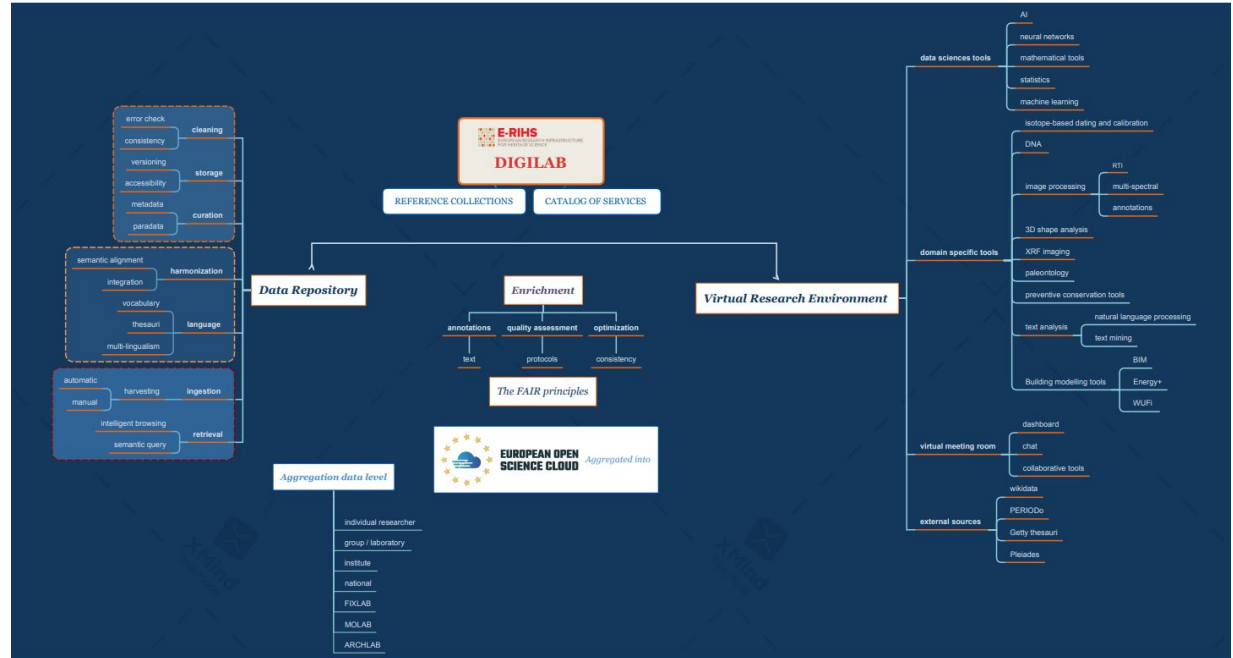 E-RIHS
EUROPEAN RESEARCH INFRASTRUCTURE
FOR HERITAGE SCIENCE
DIGILAB
REFERENCE COLLECTIONS
CATALOG OF SERVICES
Data Repository
error check
consistency
cleaning
versioning
accessibility
storage
metadata
paradata
curation
semantic alignment
integration
harmonization
vocabulary
thesauri
multi-lingualism
language
automatic
manual
harvesting
ingestion
intelligent browsing
semantic query
retrieval
Enrichment
annotations
quality assessment
optimization
text
protocols
consistency
The FAIR principles
EUROPEAN OPEN
SCIENCE CLOUD
Aggregated into
Aggregation data level
individual researcher
group / laboratory
institute
national
FIXLAB
MOLAB
ARCHLAB
Virtual Research Environment
data sciences tools
AI
neural networks
mathematical tools
statistics
machine learning
domain specific tools
isotope-based dating and calibration
DNA
image processing
RTI
multi-spectral
annotations
3D shape analysis
XRF imaging
paleontology
preventive conservation tools
text analysis
natural language processing
text mining
Building modelling tools
BIM
Energy+
WUFi
virtual meeting room
dashboard
chat
collaborative tools
external sources
wikidata
PERIODo
Getty thesauri
Pleiades
XMind